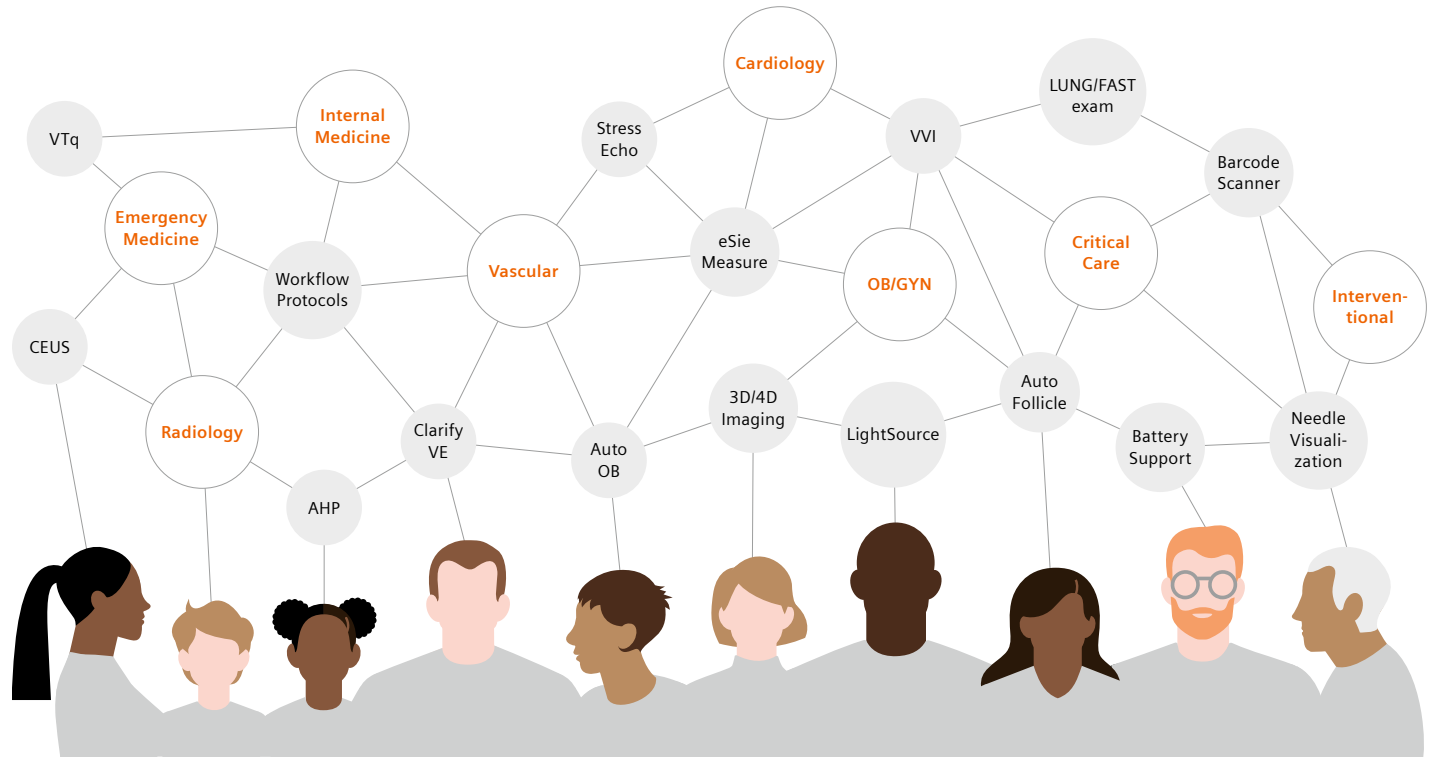 Cardiology
LUNG/FAST
exam
Internal
Medicine
VTq
Stress
Echo
VVI
Barcode
Scanner
Emergency
Medicine
Critical
Care
eSie
Measure
Vascular
Workflow
Protocols
OB/GYN
Interven-
tional
CEUS
Auto
Follicle
3D/4D
Imaging
Radiology
Clarify
VE
LightSource
Needle
Visuali-
zation
Battery
Support
Auto
OB
AHP